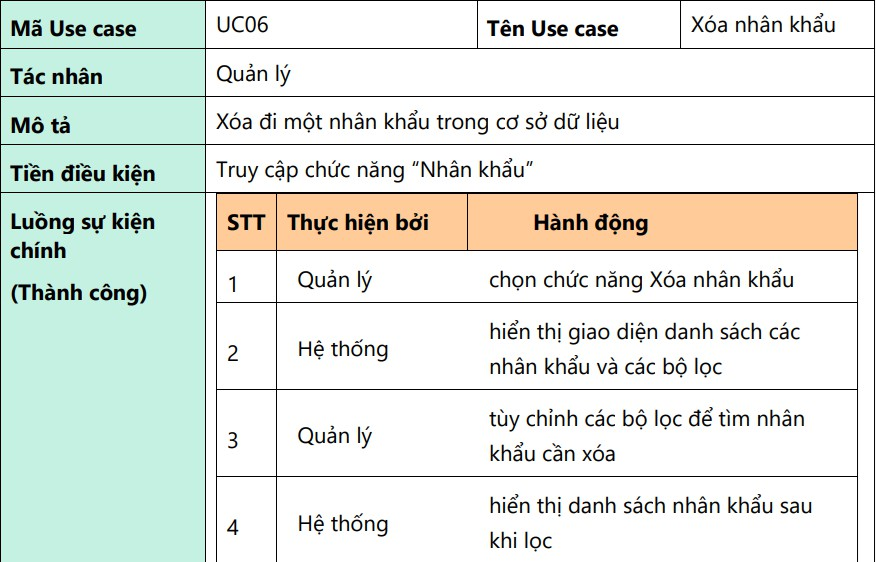 Mã Use case UC06 Tên Use case Xóa nhân khẩu
Tác nhân Quản lý
Mô tả Xóa đi một nhân khẩu trong cơ sở dữ liệu
Tiền điều kiện Truy cập chức năng “Nhân khẩu”
Luồng sự kiện
chính
(Thành công)
STT Thực hiện bởi Hành động
1 Quản lý chọn chức năng Xóa nhân khẩu
2 Hệ thống hiển thị giao diện danh sách các
nhân khẩu và các bộ lọc
3 Quản lý tùy chỉnh các bộ lọc để tìm nhân
khẩu cần xóa
4 Hệ thống hiển thị danh sách nhân khẩu sau
khi lọc